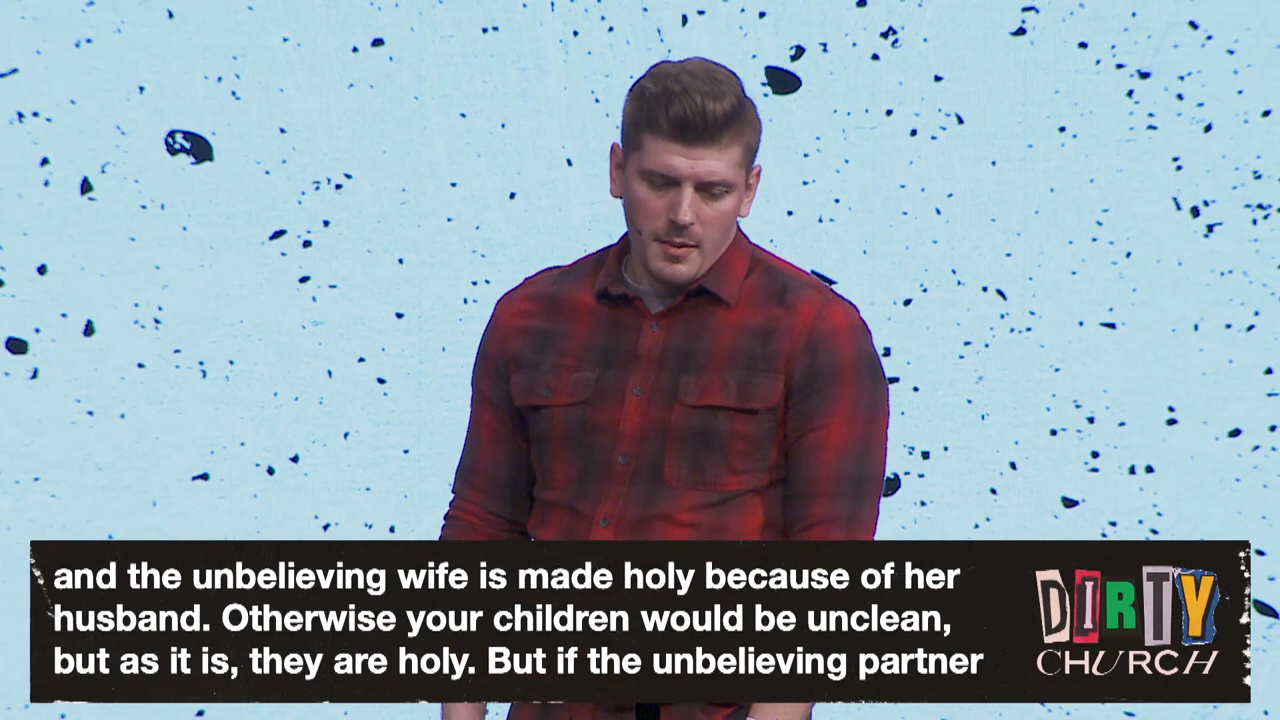 and the unbelieving wife is made holy because of her
husband. Otherwise your children would be unclean,
but as it is, they are holy. But if the unbelieving partner
DIRTY
CHURCH